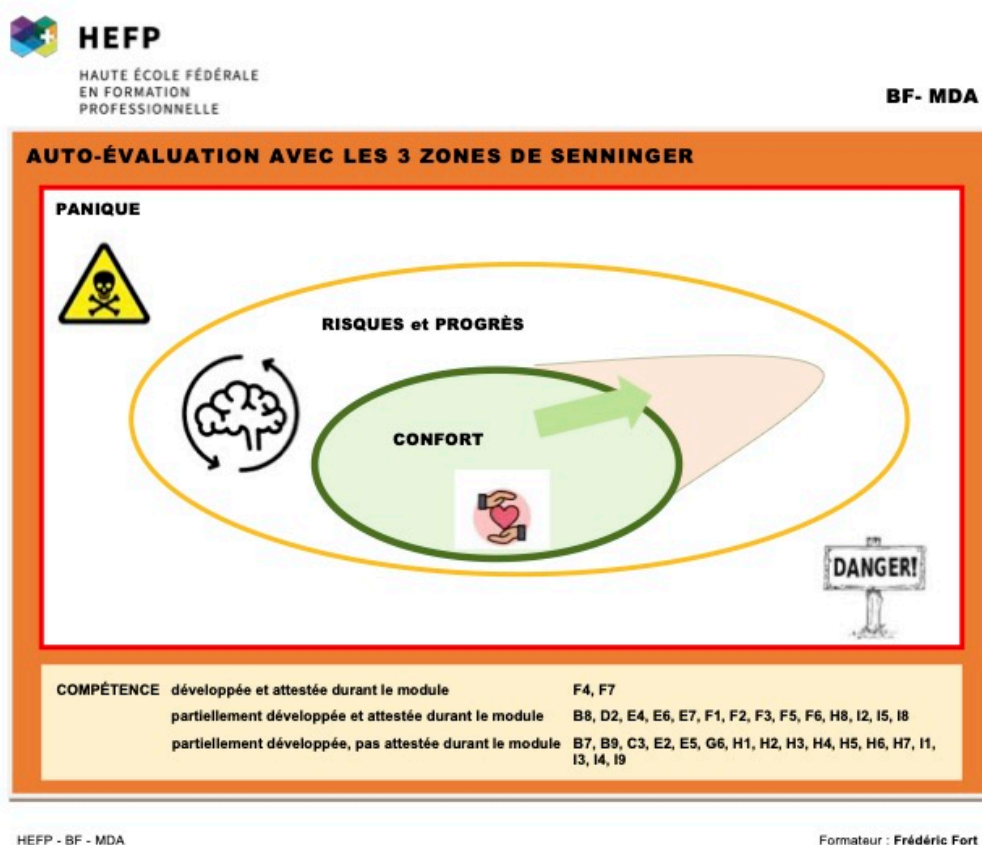 HEFP
HAUTE ÉCOLE FÉDÉRALE
EN FORMATION
PROFESSIONNELLE
BF- MDA
AUTO-ÉVALUATION AVEC LES 3 ZONES DE SENNINGER
PANIQUE
RISQUES et PROGRÈS
CONFORT
DANGER!
COMPÉTENCE développée et attestée durant le module F4, F7
partiellement développée et attestée durant le module B8, D2, E4, E6, E7, F1, F2, F3, F5, F6, H8, I2, I5, I8
partiellement développée, pas attestée durant le module B7, B9, C3, E2, E5, G6, H1, H2, H3, H4, H5, H6, H7, I1,
I3, I4, I9
HEFP - BF - MDA
Formateur : Frédéric Fort